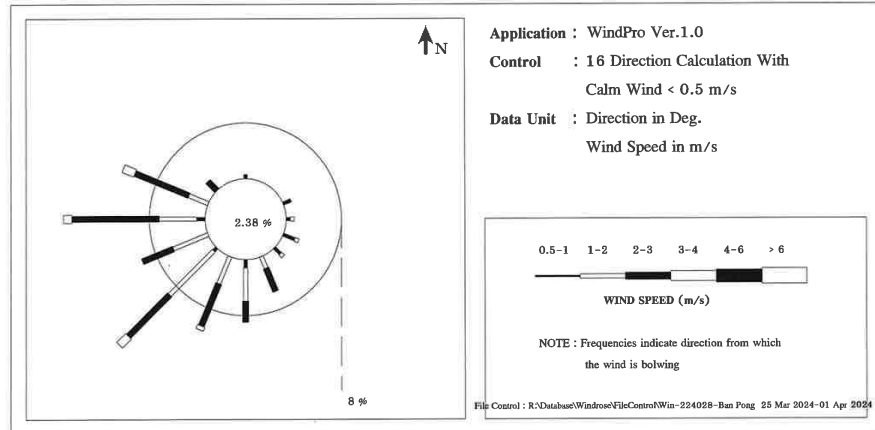 N
2.38 %
8 %
Application : WindPro Ver.1.0
Control : 16 Direction Calculation With
Calm Wind < 0.5 m/s
Data Unit : Direction in Deg.
Wind Speed in m/s
0.5-1 1-2 2-3 3-4 4-6 > 6
WIND SPEED (m/s)
NOTE : Frequencies indicate direction from which
the wind is bolwing
File Control : R:\Database\Windrose\FileControl\Win-224028-Ban Pong 25 Mar 2024-01 Apr 2024